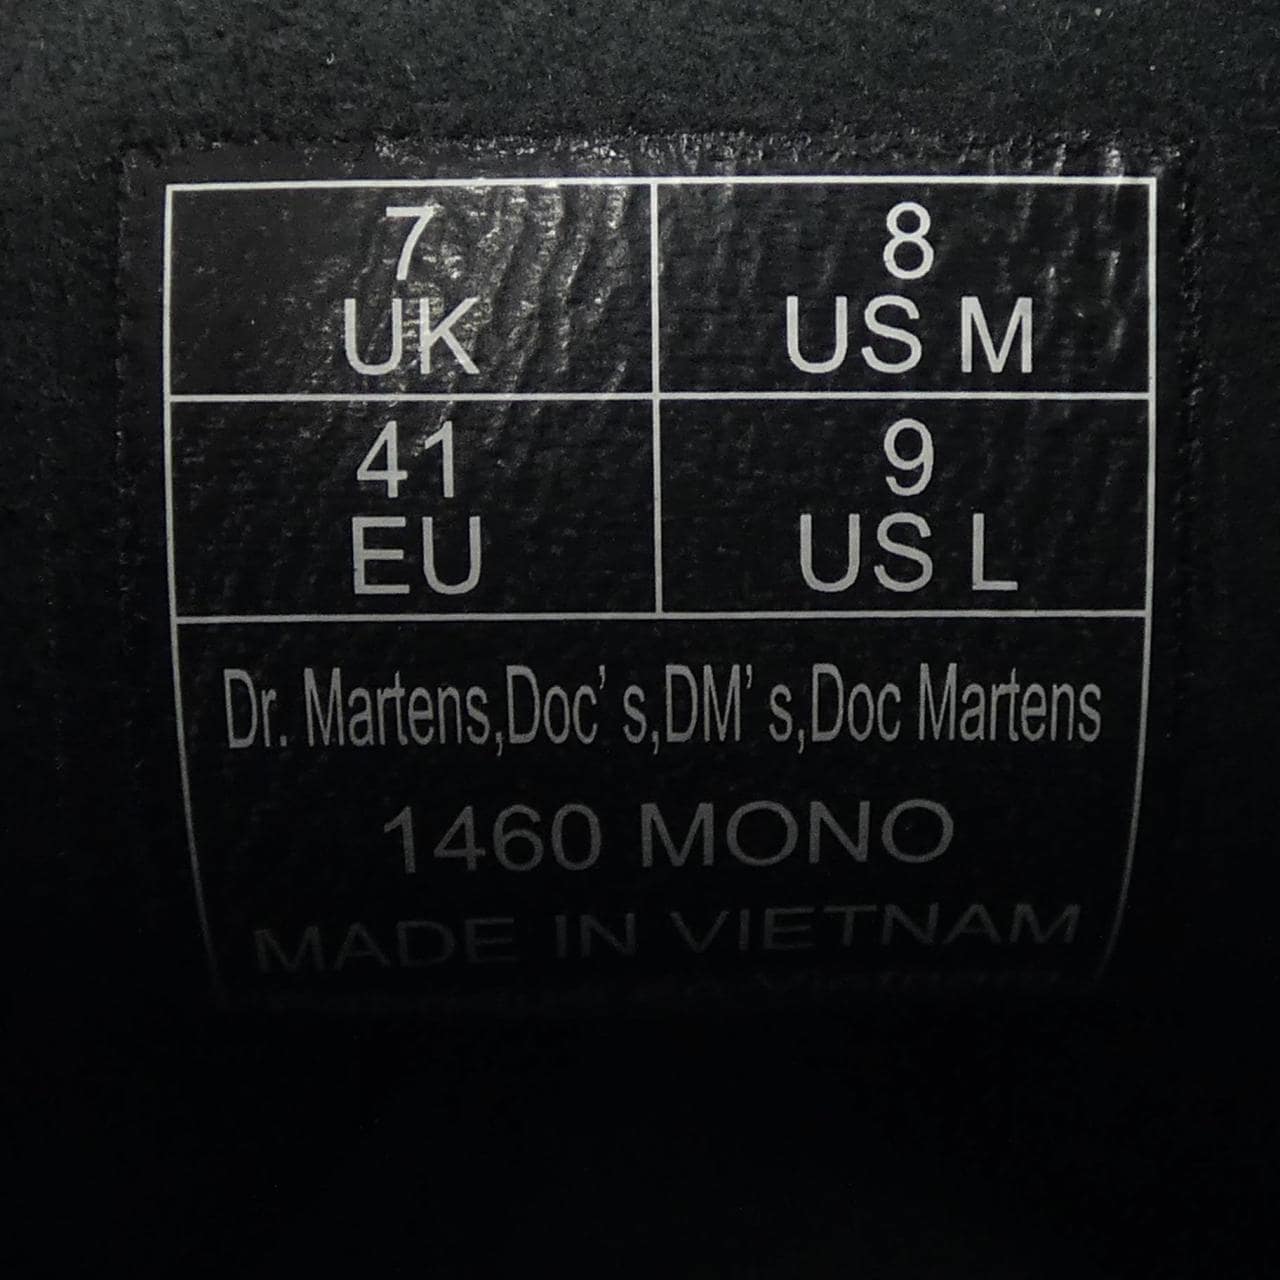 7
UK
8
US M
41
EU
9
US L
Dr. Martens,Doc’ s,DM’ s,Doc Martens
1460 MONO
MADE IN VIETNAM